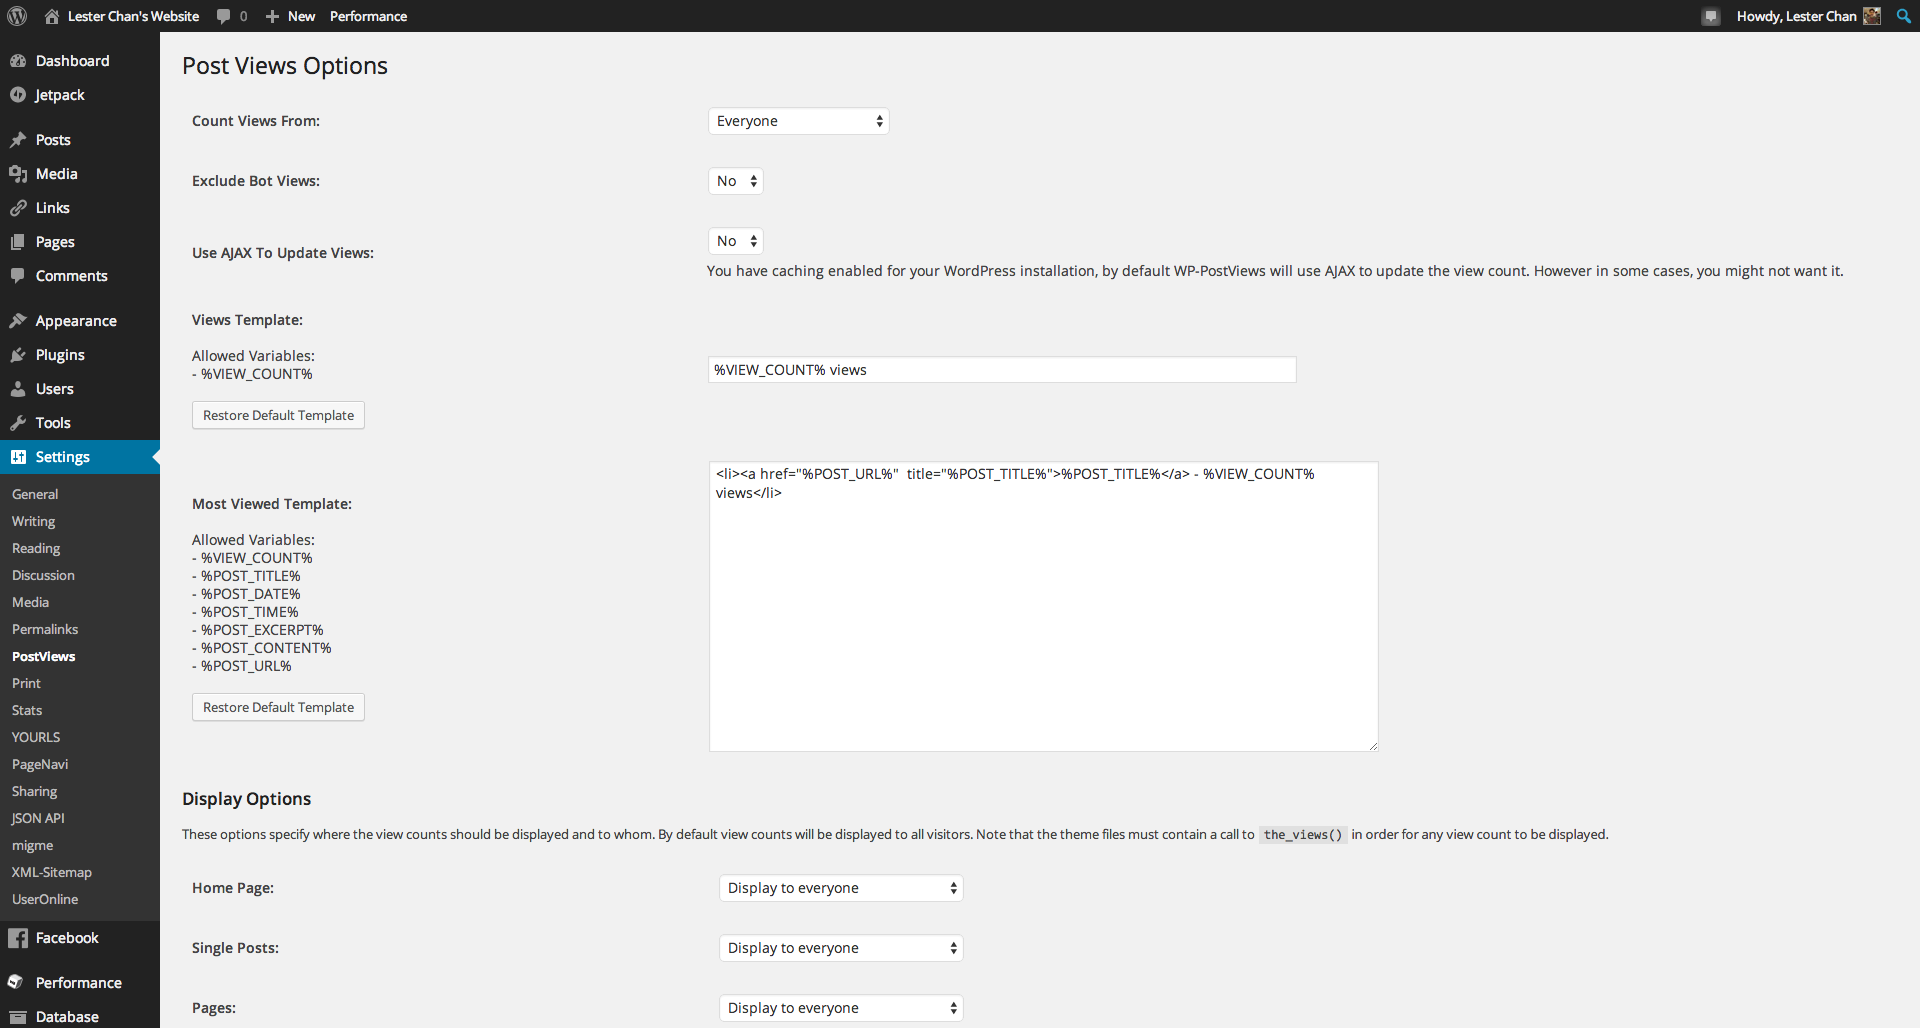 Lester Chan's Website 0 New Performance Howdy, Lester Chan
Dashboard
Jetpack
Posts
Media
Links
Pages
Comments
Appearance
Plugins
Users
Tools
Settings
General
Writing
Reading
Discussion
Media
Permalinks
PostViews
Print
Stats
YOURLS
PageNavi
Sharing
JSON API
migme
XML-Sitemap
UserOnline
Facebook
Performance
Database
Post Views Options
Count Views From: Everyone
Exclude Bot Views: No
Use AJAX To Update Views: No
You have caching enabled for your WordPress installation, by default WP-PostViews will use AJAX to update the view count. However in some cases, you might not want it.
Views Template:
Allowed Variables:
- %VIEW_COUNT%
%VIEW_COUNT% views
Restore Default Template
Most Viewed Template:
Allowed Variables:
- %VIEW_COUNT%
- %POST_TITLE%
- %POST_DATE%
- %POST_TIME%
- %POST_EXCERPT%
- %POST_CONTENT%
- %POST_URL%
Restore Default Template
<li><a href="%POST_URL%"  title="%POST_TITLE%">%POST_TITLE%</a> - %VIEW_COUNT%
views</li>
Display Options
These options specify where the view counts should be displayed and to whom. By default view counts will be displayed to all visitors. Note that the theme files must contain a call to the_views() in order for any view count to be displayed.
Home Page: Display to everyone
Single Posts: Display to everyone
Pages: Display to everyone